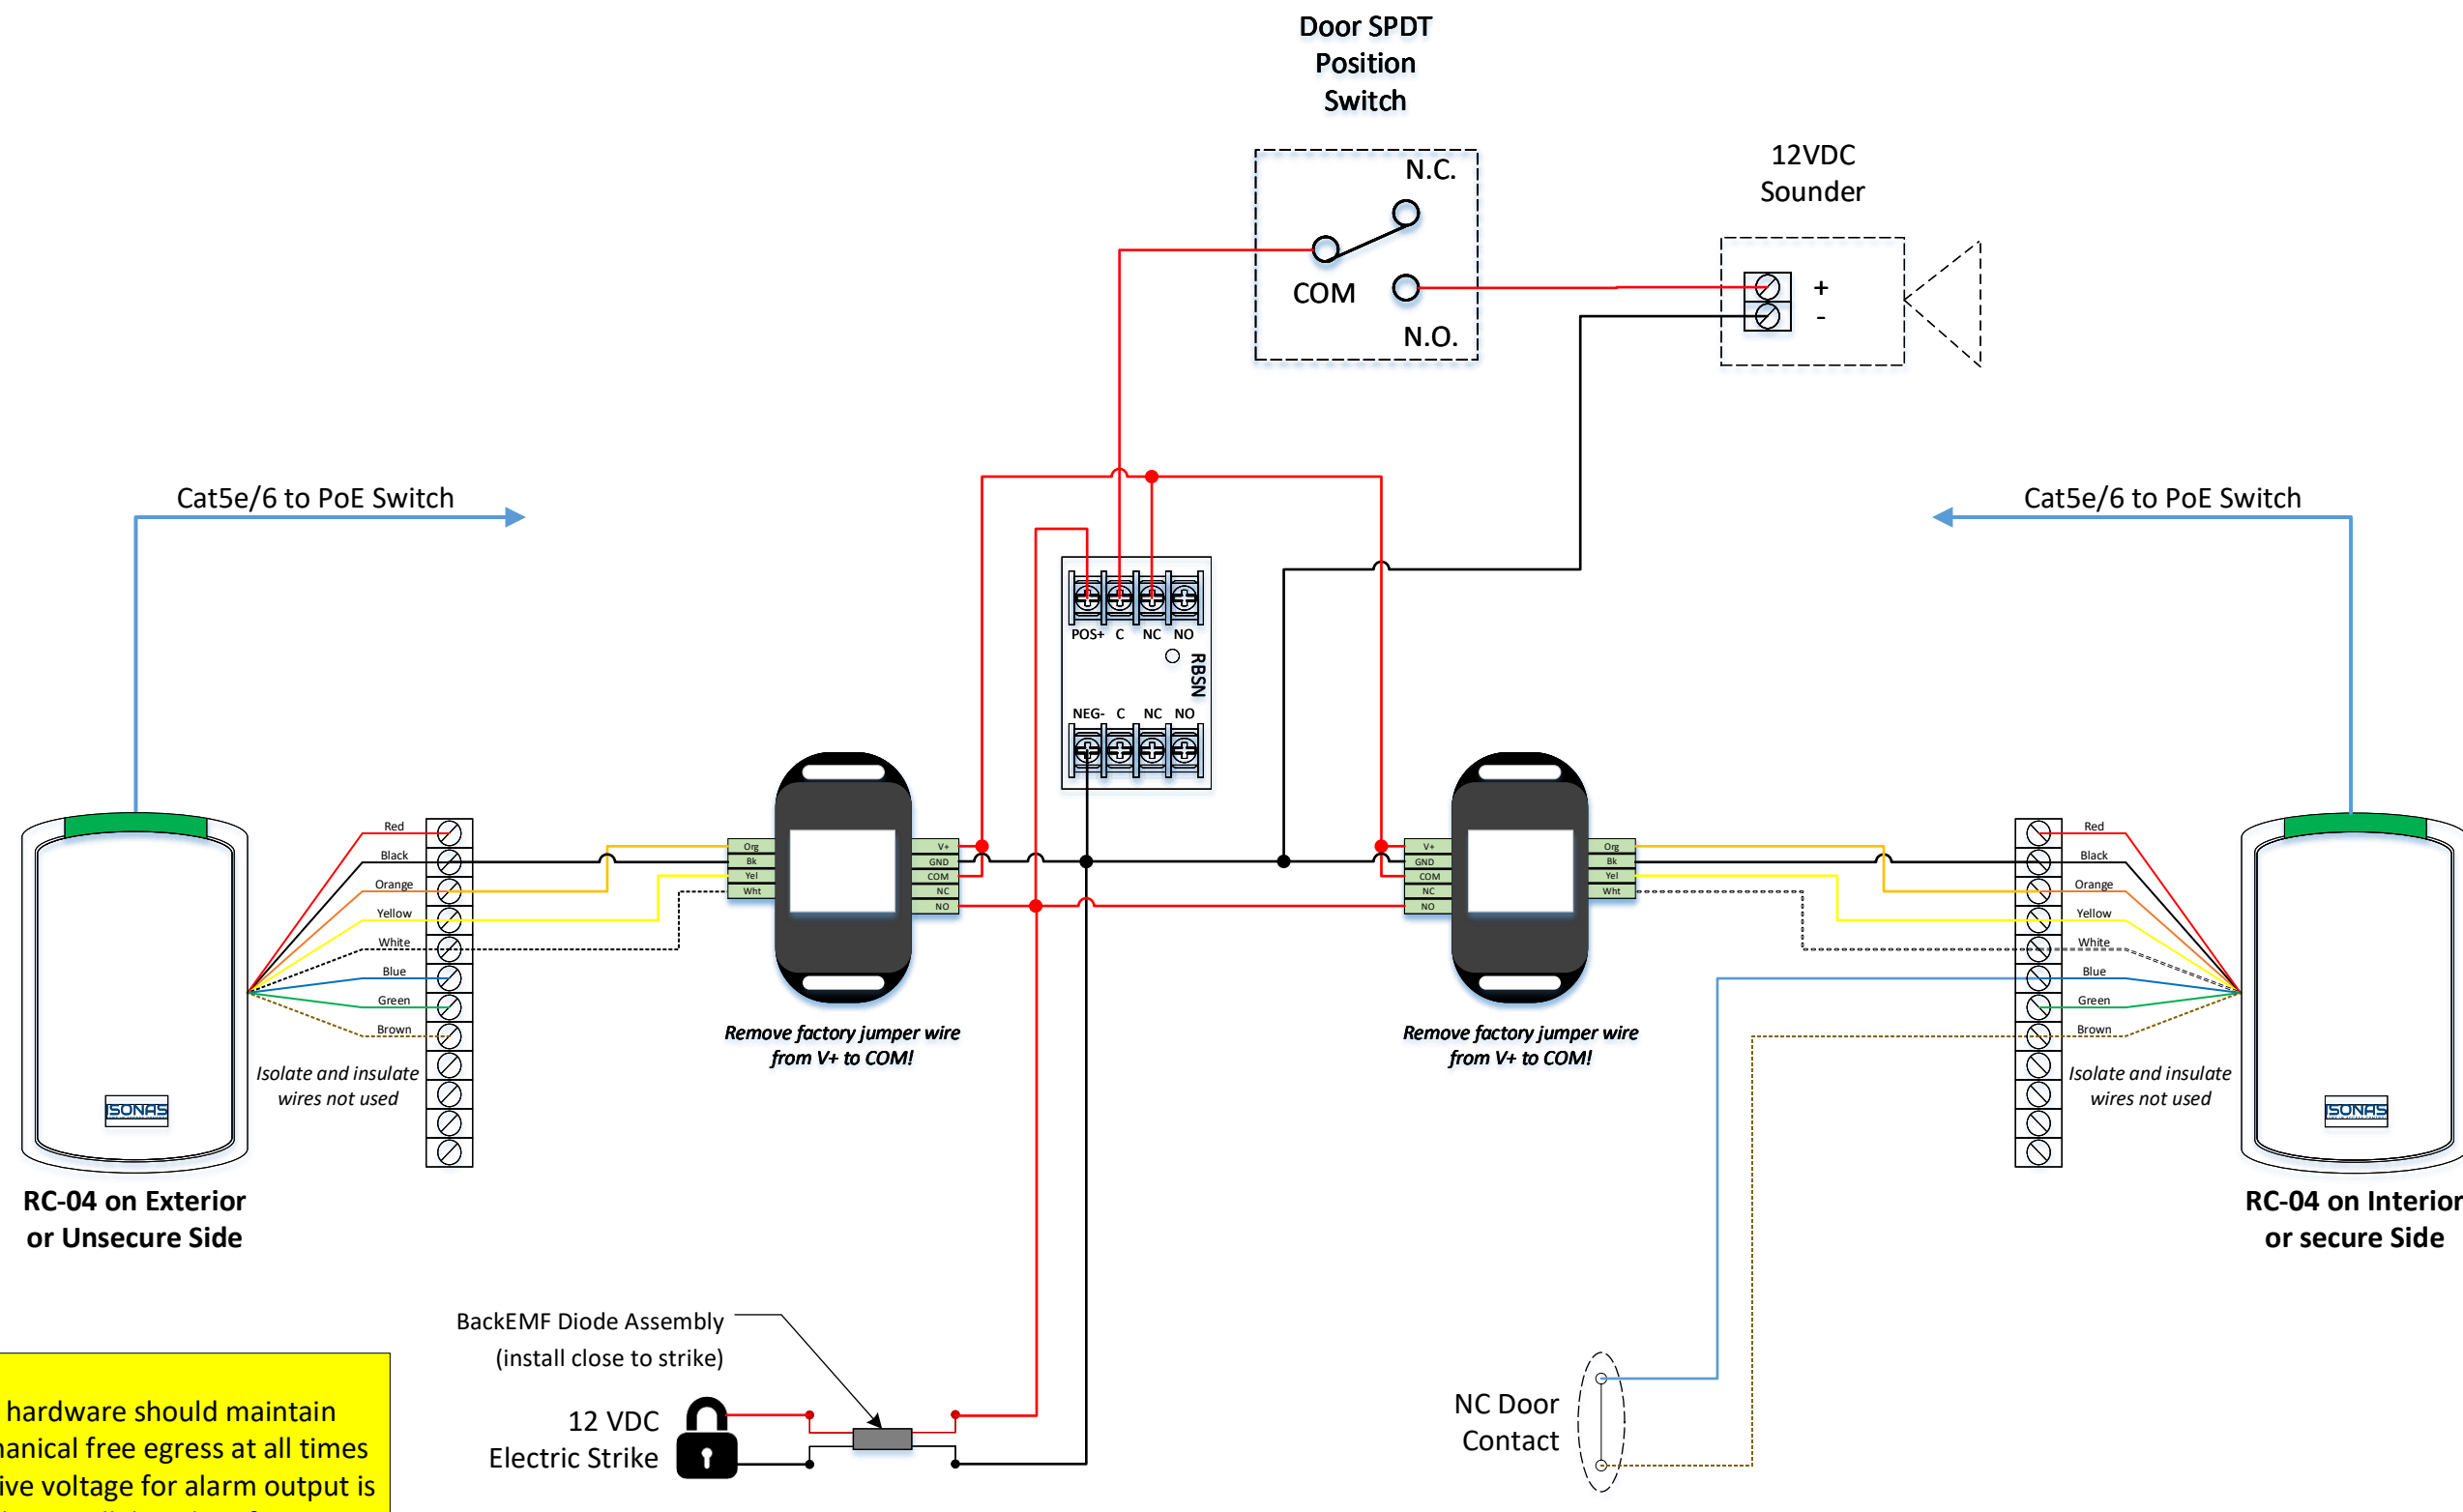 Door SPDT
Position
Switch
N.C.
COM
N.O.
12VDC
Sounder
+
-
Cat5e/6 to PoE Switch
Cat5e/6 to PoE Switch
POS+ C NC NO
RBSN
NEG- C NC NO
Red
Black
Orange
Yellow
White
Blue
Green
Brown
Isolate and insulate
wires not used
ISONAS
RC-04 on Exterior
or Unsecure Side
Org
Bk
Yel
Wht
V+
GND
COM
NC
NO
Remove factory jumper wire
from V+ to COM!
V+
GND
COM
NC
NO
Org
Bk
Yel
Wht
Remove factory jumper wire
from V+ to COM!
Red
Black
Orange
Yellow
White
Blue
Green
Brown
Isolate and insulate
wires not used
ISONAS
RC-04 on Interior
or secure Side
BackEMF Diode Assembly
(install close to strike)
12 VDC
Electric Strike
NC Door
Contact
hardware should maintain
free egress at all times
voltage for alarm output is